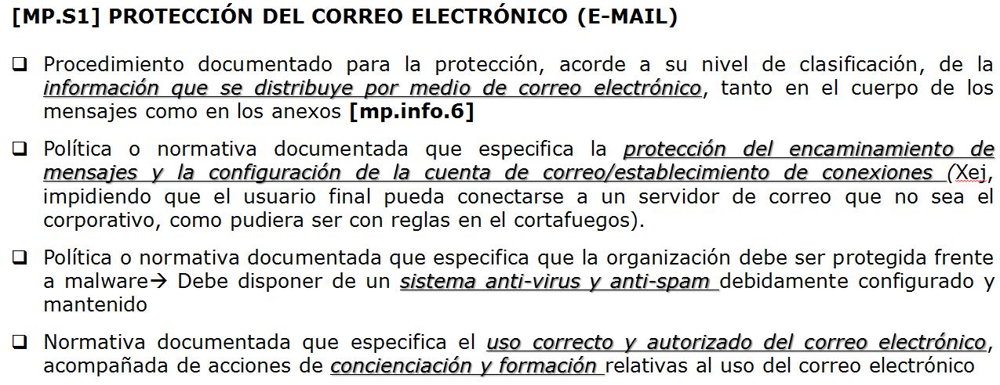 [MP.S1] PROTECCIÓN DEL CORREO ELECTRÓNICO (E-MAIL)
❑ Procedimiento documentado para la protección, acorde a su nivel de clasificación, de la
información que se distribuye por medio de correo electrónico, tanto en el cuerpo de los
mensajes como en los anexos [mp.info.6]
❑ Política o normativa documentada que especifica la protección del encaminamiento de
mensajes y la configuración de la cuenta de correo/establecimiento de conexiones (Xej,
impidiendo que el usuario final pueda conectarse a un servidor de correo que no sea el
corporativo, como pudiera ser con reglas en el cortafuegos).
❑ Política o normativa documentada que especifica que la organización debe ser protegida frente
a malware→ Debe disponer de un sistema anti-virus y anti-spam debidamente configurado y
mantenido
❑ Normativa documentada que especifica el uso correcto y autorizado del correo electrónico,
acompañada de acciones de concienciación y formación relativas al uso del correo electrónico